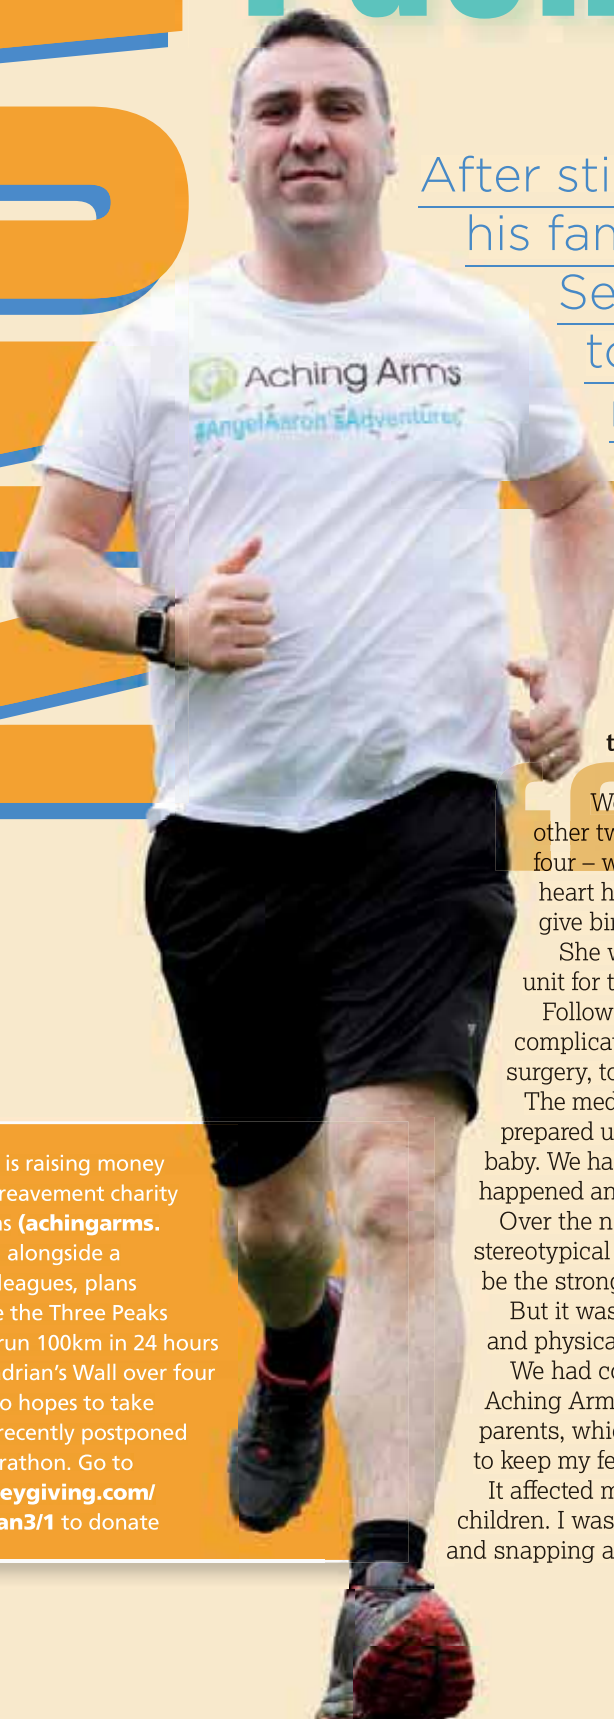 After sti
his fan
Se
to
Aching Arms
#AngelAaron'sAdventures
t
f
W
other tw
four – w
heart h
give bir
She w
unit for t
Follow
complicat
surgery, to
The med
prepared u
baby. We ha
happened an
Over the n
stereotypical
be the strong
But it was
and physica
We had co
Aching Arm
parents, whic
to keep my fe
It affected m
children. I was
and snapping a
is raising money
reavement charity
ns (achingarms.
alongside a
leagues, plans
e the Three Peaks
run 100km in 24 hours
drian's Wall over four
o hopes to take
recently postponed
rathon. Go to
eygiving.com/
an3/1 to donate